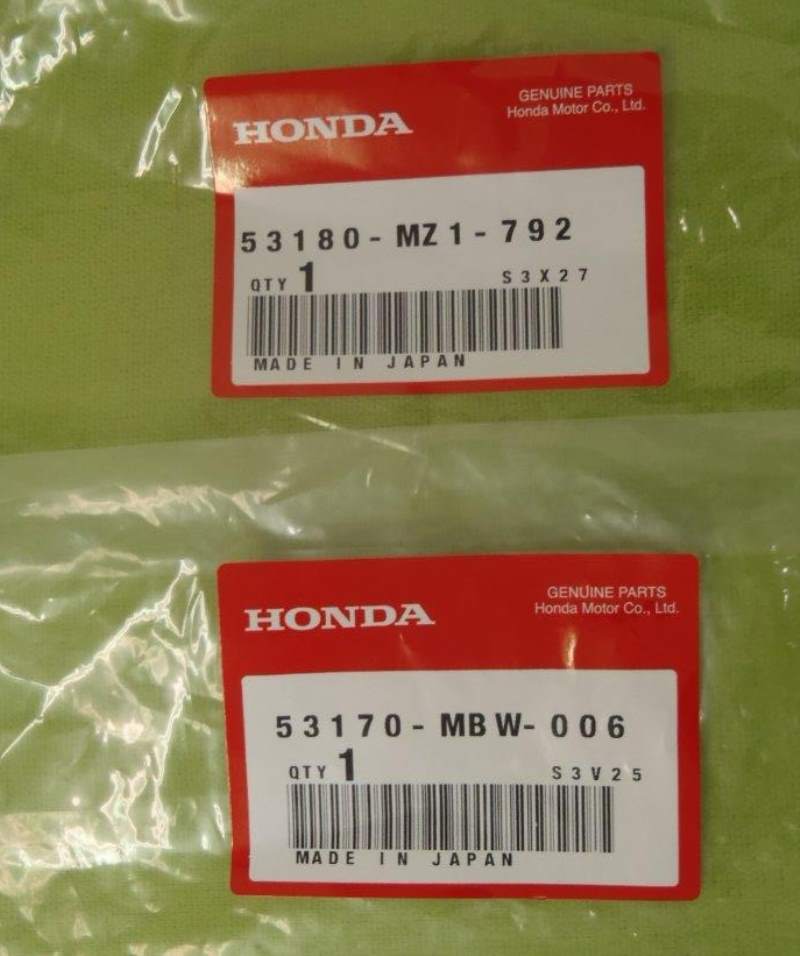 HONDA
GENUINE PARTS
Honda Motor Co., Ltd.
53180-MZ1-792
QTY 1 S3X27
MADE IN JAPAN
HONDA
GENUINE PARTS
Honda Motor Co., Ltd.
53170-MBW-006
QTY 1 S3V25
MADE IN JAPAN